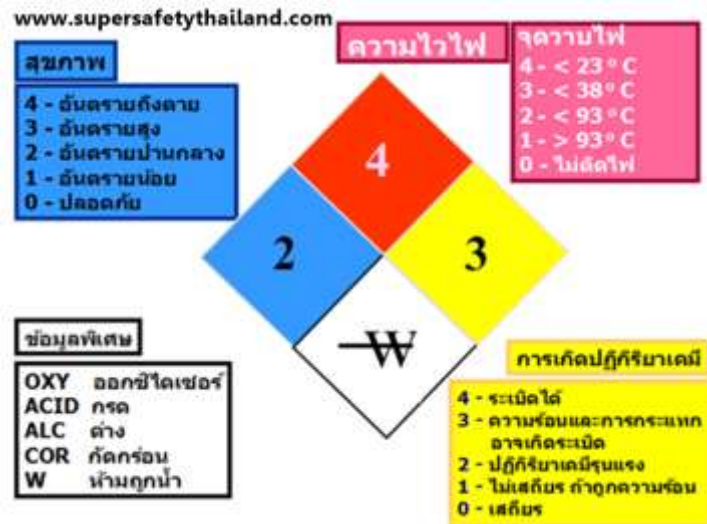 www.supersafetythailand.com
สุขภาพ
4 - อันตรายถึงตาย
3 - อันตรายสูง
2 - อันตรายปานกลาง
1 - อันตรายน้อย
0 - ปลอดภัย
ความไวไฟ
จุดวาบไฟ
4 - < 23 ° C
3 - < 38° C
2 - < 93° C
1 - > 93° C
0 - ไม่ติดไฟ
4
2
3
W
ข้อมูลพิเศษ
OXY ออกซิไดเซอร์
ACID กรด
ALC ด่าง
COR กัดกร่อน
W ห้ามถูกน้ำ
การเกิดปฏิกิริยาเคมี
4 - ระเบิดได้
3 - ความร้อนและการกระแทก
อาจเกิดระเบิด
2 - ปฏิกิริยาเคมีรุนแรง
1 - ไม่เสถียร ถ้าถูกความร้อน
0 - เสถียร